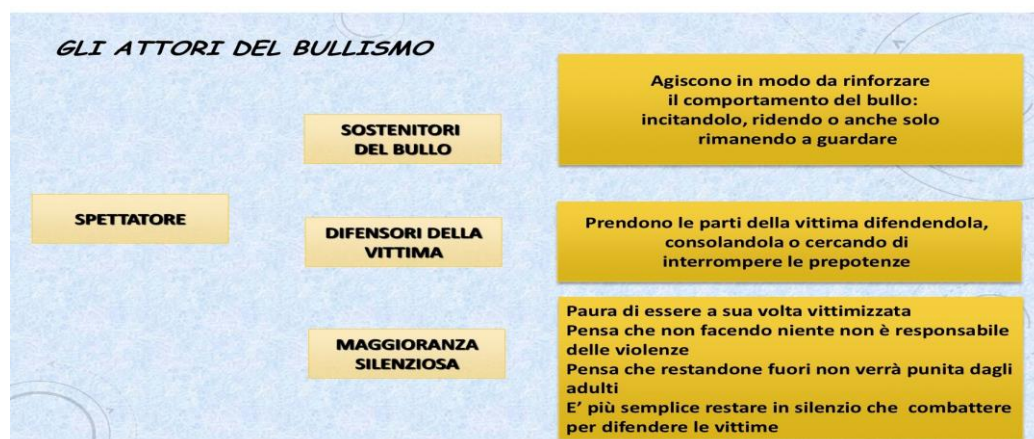 GLI ATTORI DEL BULLISMO
SPETTATORE
SOSTENITORI
DEL BULLO
Agiscono in modo da rinforzare
il comportamento del bullo:
incitandolo, ridendo o anche solo
rimanendo a guardare
DIFENSORI DELLA
VITTIMA
Prendono le parti della vittima difendendola,
consolandola o cercando di
interrompere le prepotenze
MAGGIORANZA
SILENZIOSA
Paura di essere a sua volta vittimizzata
Pensa che non facendo niente non è responsabile
delle violenze
Pensa che restandone fuori non verrà punita dagli
adulti
E' più semplice restare in silenzio che combattere
per difendere le vittime